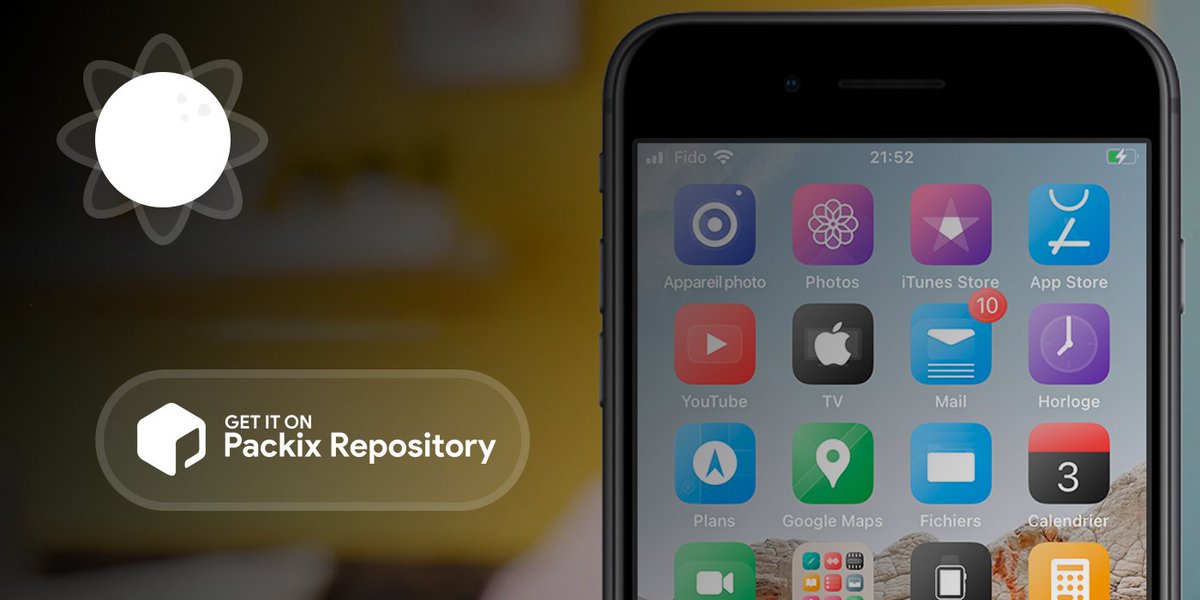 GET IT ON
Packix Repository
Fido
21:52
Appareil photo
Photos
iTunes Store
App Store
10
YouTube
TV
Mail
Horloge
3
Plans
Google Maps
Fichiers
Calendrier